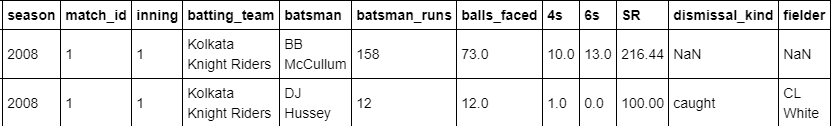 season match_id inning batting_team batsman batsman_runs balls_faced 4s 6s SR dismissal_kind fielder
2008 1 1 Kolkata Knight Riders BB McCullum 158 73.0 10.0 13.0 216.44 NaN NaN
2008 1 1 Kolkata Knight Riders DJ Hussey 12 12.0 1.0 0.0 100.00 caught CL White